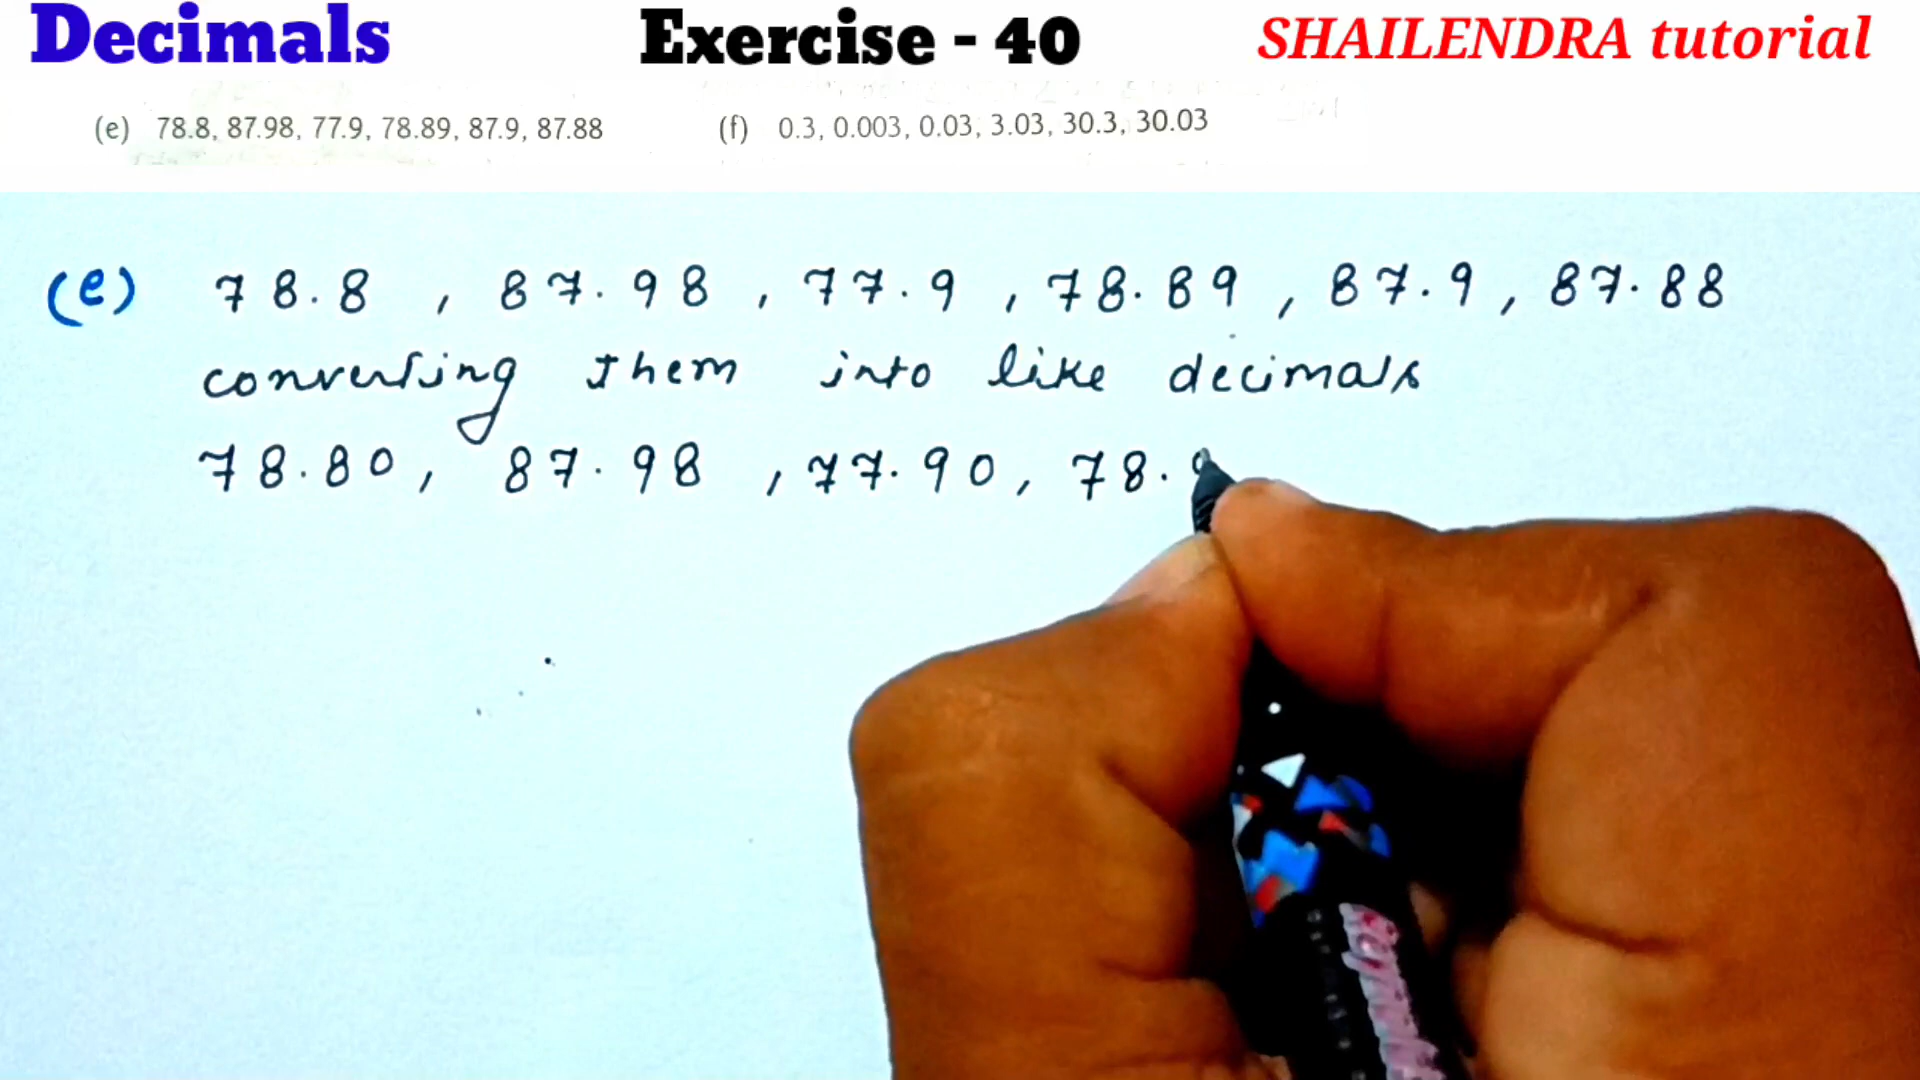 Decimals Exercise - 40 SHAILENDRA tutorial
(e) 78.8, 87.98, 77.9, 78.89, 87.9, 87.88 (f) 0.3, 0.003, 0.03, 3.03, 30.3, 30.03
(e) 78.8 , 87.98 , 77.9 , 78.89 , 87.9 , 87.88
converting them into like decimals
78.80, 87.98 , 77.90, 78.